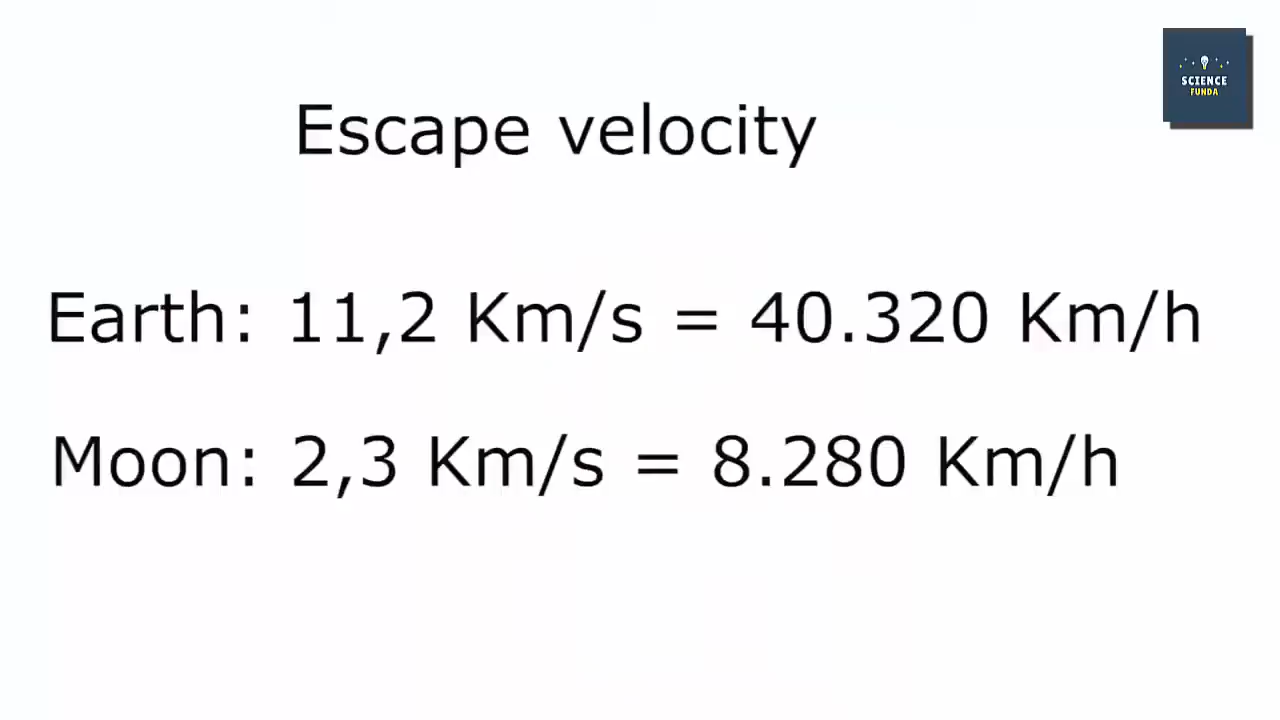 SCIENCE
FUNDA
Escape velocity
Earth: 11,2 Km/s = 40.320 Km/h
Moon: 2,3 Km/s = 8.280 Km/h